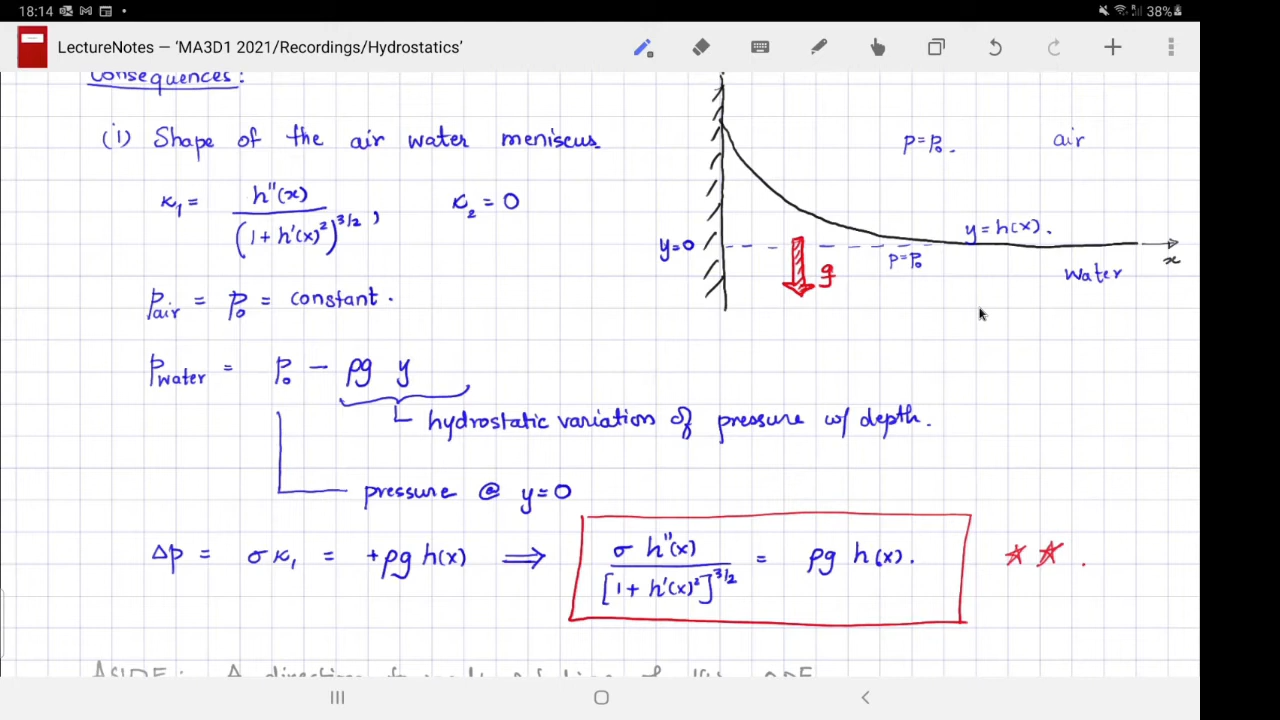 18:14
38%
LectureNotes — ‘MA3D1 2021/Recordings/Hydrostatics’
Consequences:
(i) Shape of the air water meniscus
κ₁ = h''(x) / (1 + h'(x)²)^3/2, κ₂ = 0
p = p₀. air
y = h(x).
y=0
p = p₀
g
x
water
p_air = p₀ = constant.
p_water = p₀ − ρg y
hydrostatic variation of pressure w/ depth.
pressure @ y=0
Δp = σ κ₁ = +ρg h(x) ⟹ σ h''(x) / [1 + h'(x)²]^3/2 = ρg h(x). ☆ ☆ .
ASIDE: A